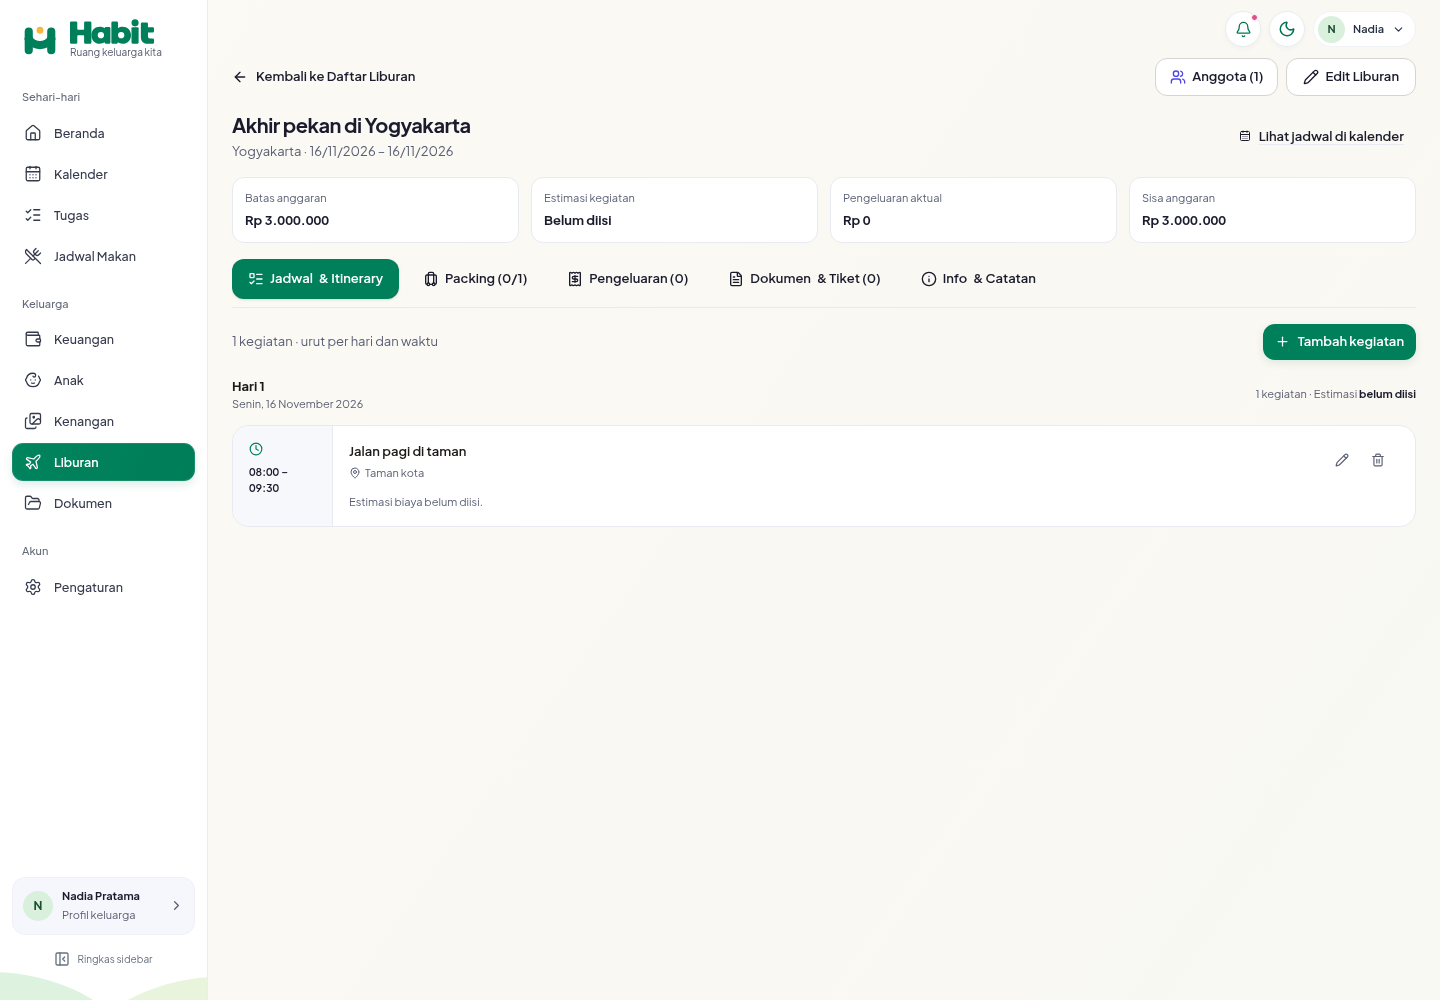 Habit
Ruang keluarga kita
Sehari-hari
Beranda
Kalender
Tugas
Jadwal Makan
Keluarga
Keuangan
Anak
Kenangan
Liburan
Dokumen
Akun
Pengaturan
N
Nadia Pratama
Profil keluarga
Ringkas sidebar
N
Nadia
Kembali ke Daftar Liburan
Anggota (1)
Edit Liburan
Akhir pekan di Yogyakarta
Yogyakarta · 16/11/2026 – 16/11/2026
Lihat jadwal di kalender
Batas anggaran
Rp 3.000.000
Estimasi kegiatan
Belum diisi
Pengeluaran aktual
Rp 0
Sisa anggaran
Rp 3.000.000
Jadwal & Itinerary
Packing (0/1)
Pengeluaran (0)
Dokumen & Tiket (0)
Info & Catatan
1 kegiatan · urut per hari dan waktu
Tambah kegiatan
Hari 1
Senin, 16 November 2026
1 kegiatan · Estimasi belum diisi
08:00 –
09:30
Jalan pagi di taman
Taman kota
Estimasi biaya belum diisi.